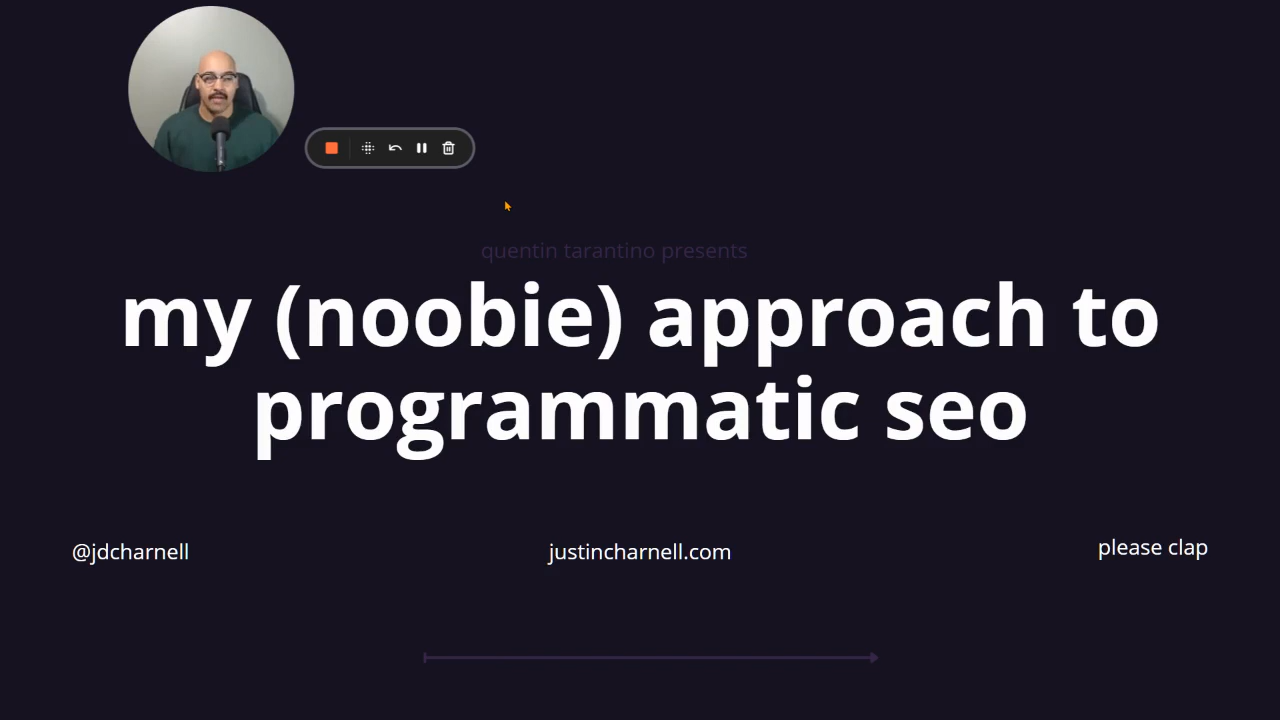 quentin tarantino presents
my (noobie) approach to
programmatic seo
@jdcharnell
justincharnell.com
please clap